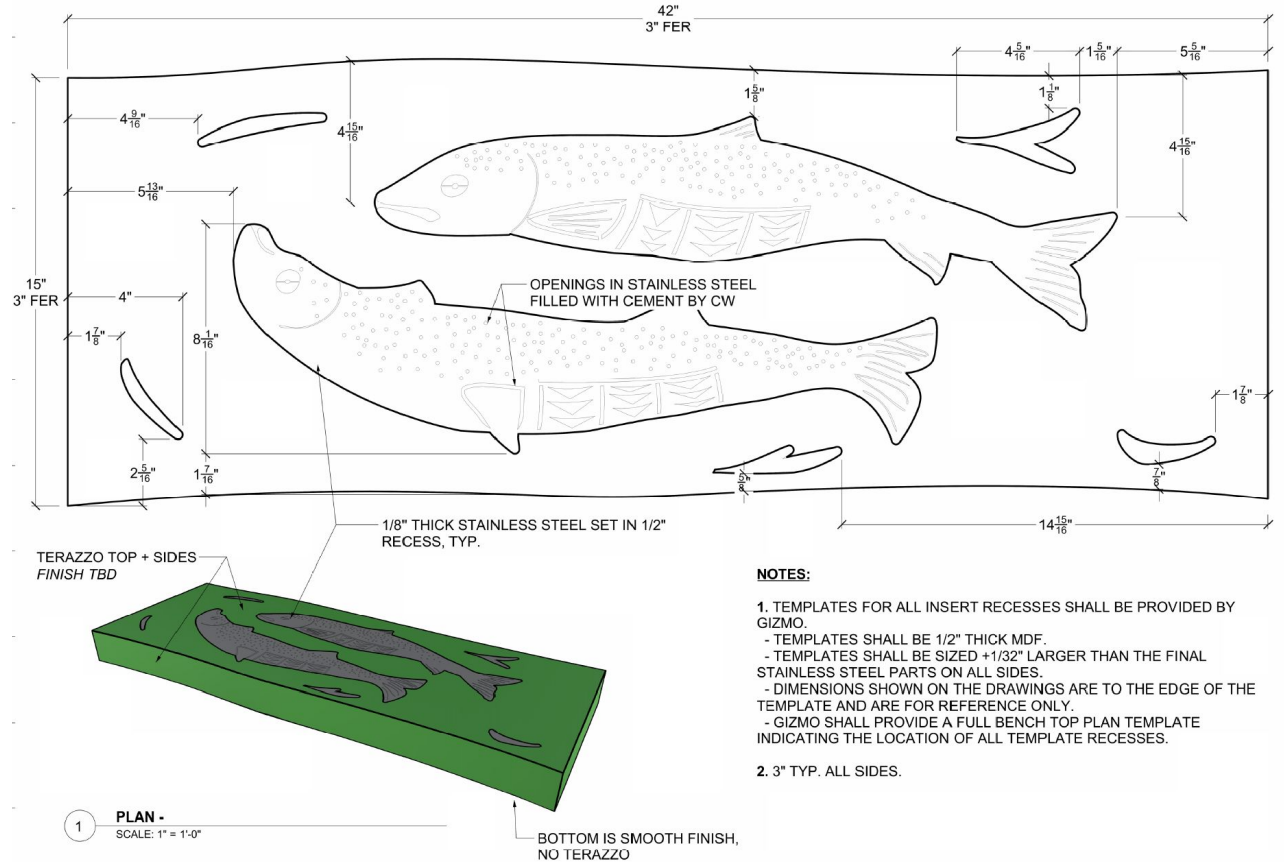 42"
3" FER
4 5/16"
1 5/16"
5 5/16"
1 5/8"
1 1/8"
4 9/16"
4 15/16"
4 15/16"
5 13/16"
15"
3" FER
4"
OPENINGS IN STAINLESS STEEL
FILLED WITH CEMENT BY CW
1 7/8"
8 1/16"
1 7/8"
2 5/16"
1 7/16"
5/8"
7/8"
14 15/16"
1/8" THICK STAINLESS STEEL SET IN 1/2"
RECESS, TYP.
TERAZZO TOP + SIDES
FINISH TBD
NOTES:
1. TEMPLATES FOR ALL INSERT RECESSES SHALL BE PROVIDED BY
GIZMO.
- TEMPLATES SHALL BE 1/2" THICK MDF.
- TEMPLATES SHALL BE SIZED +1/32" LARGER THAN THE FINAL
STAINLESS STEEL PARTS ON ALL SIDES.
- DIMENSIONS SHOWN ON THE DRAWINGS ARE TO THE EDGE OF THE
TEMPLATE AND ARE FOR REFERENCE ONLY.
- GIZMO SHALL PROVIDE A FULL BENCH TOP PLAN TEMPLATE
INDICATING THE LOCATION OF ALL TEMPLATE RECESSES.
2. 3" TYP. ALL SIDES.
1
PLAN -
SCALE: 1" = 1'-0"
BOTTOM IS SMOOTH FINISH,
NO TERAZZO